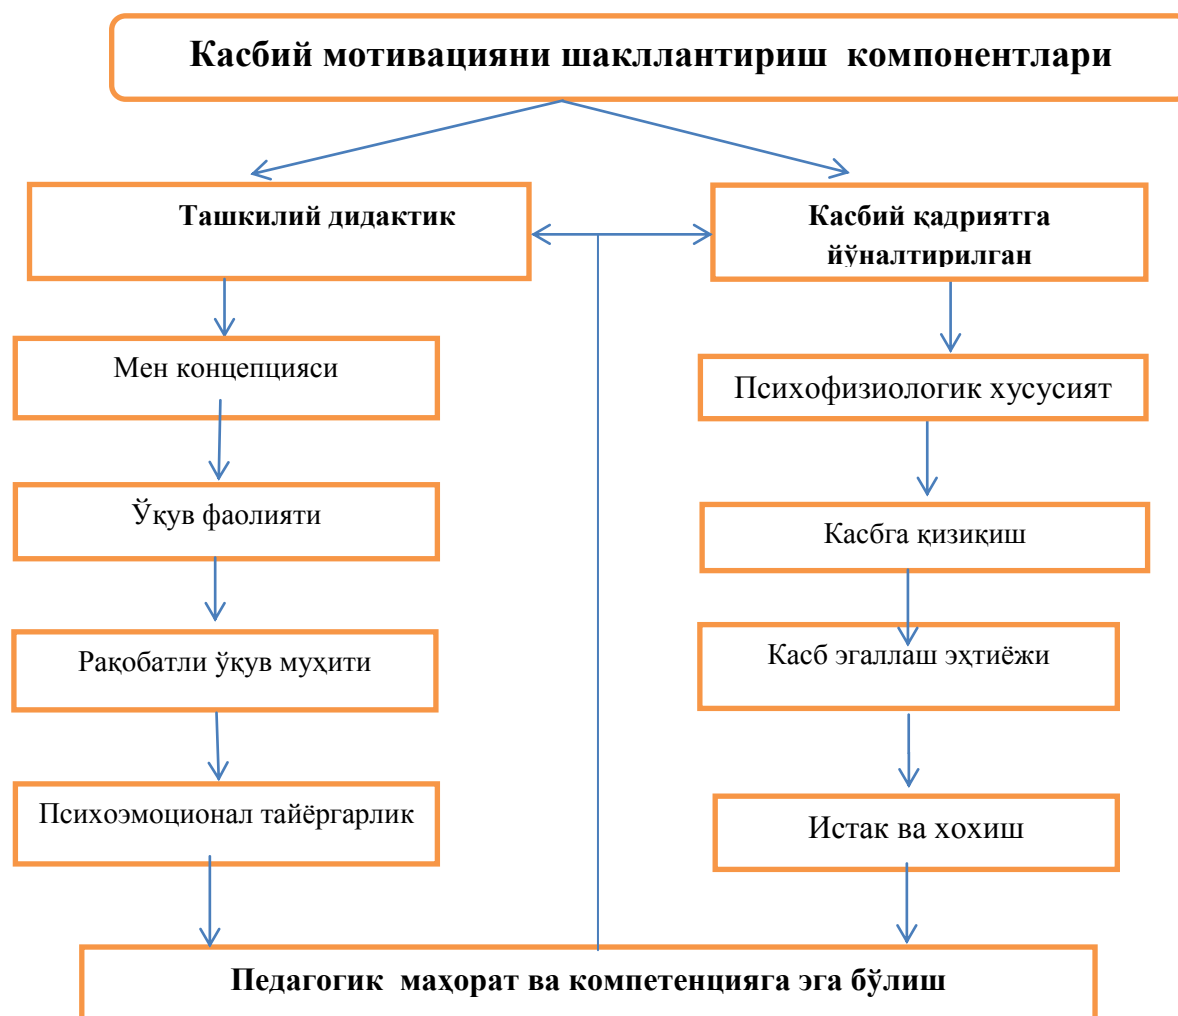 Касбий мотивацияни шакллантириш компонентлари
Ташкилий дидактик
Касбий қадриятга
йўналтирилган
Мен концепцияси
Психофизиологик хусусият
Ўқув фаолияти
Касбга қизиқиш
Рақобатли ўқув муҳити
Касб эгаллаш эҳтиёжи
Психоэмоционал тайёргарлик
Истак ва хохиш
Педагогик маҳорат ва компетенцияга эга бўлиш